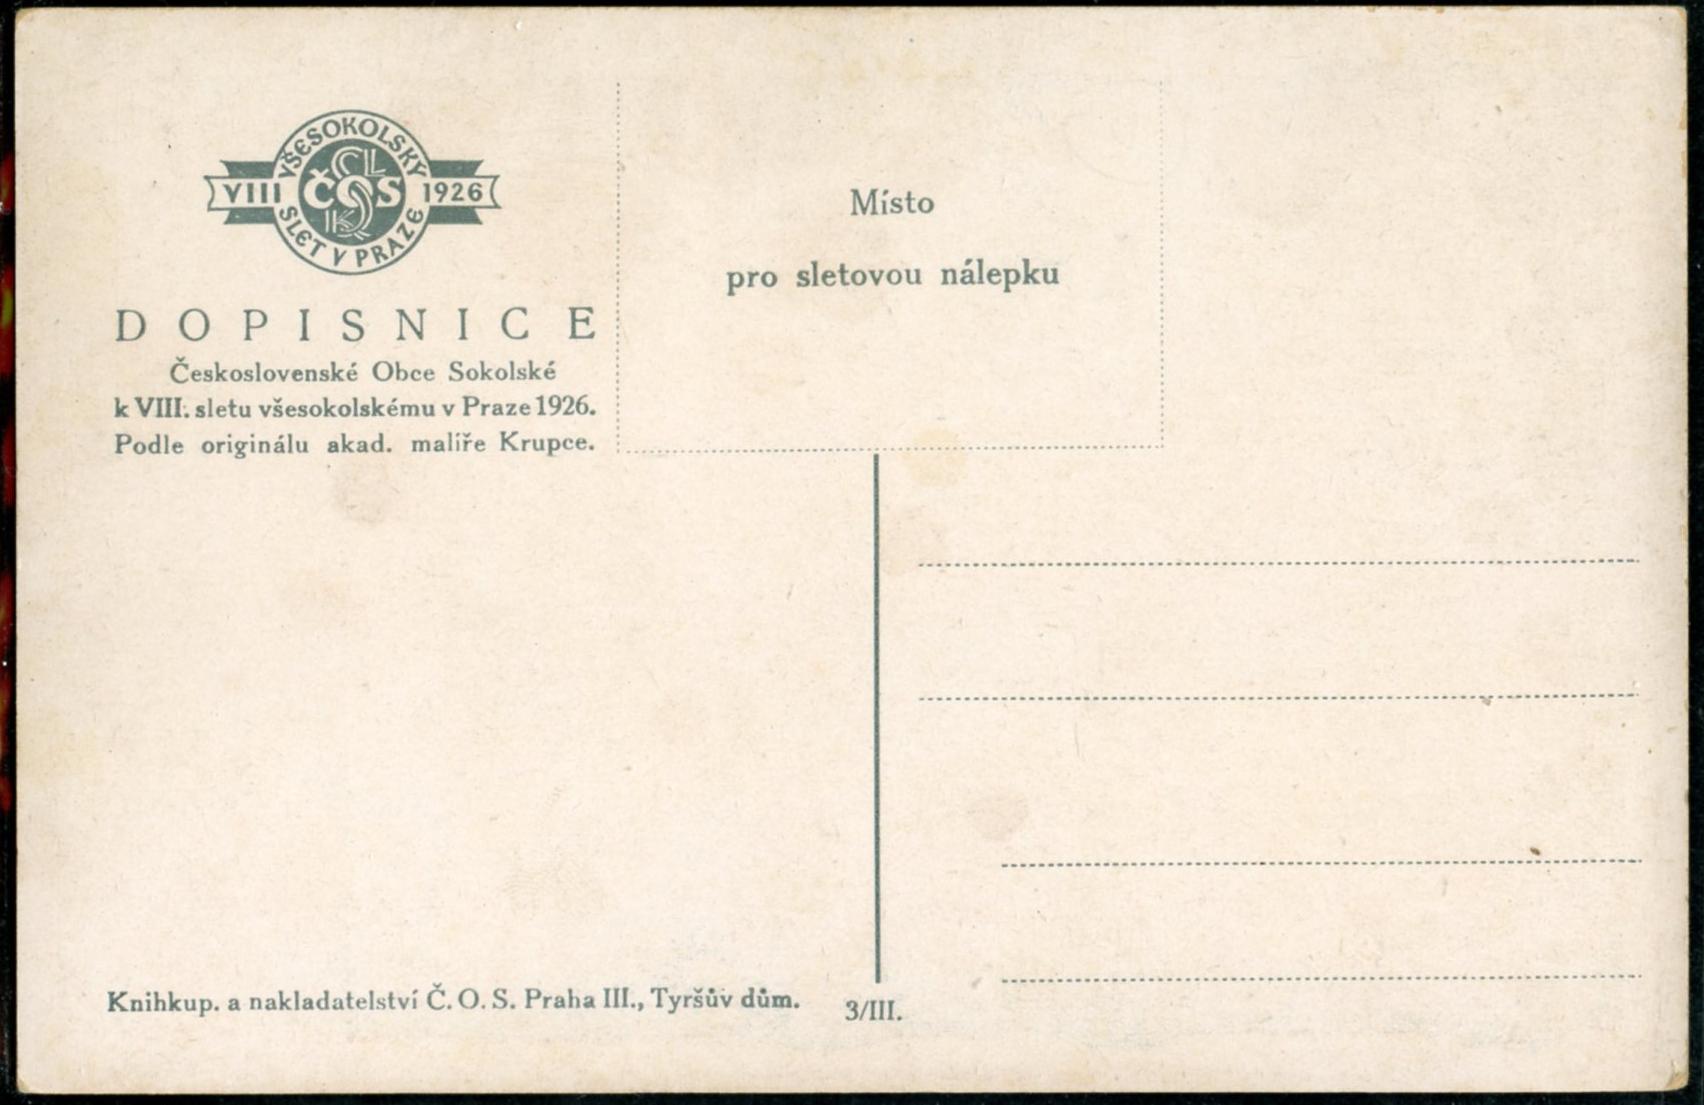 VŠESOKOLSKÝ
VIII ČOS 1926
SLET V PRAZE
DOPISNICE
Československé Obce Sokolské
k VIII. sletu všesokolskému v Praze 1926.
Podle originálu akad. malíře Krupce.
Místo
pro sletovou nálepku
Knihkup. a nakladatelství Č. O. S. Praha III., Tyršův dům.
3/III.